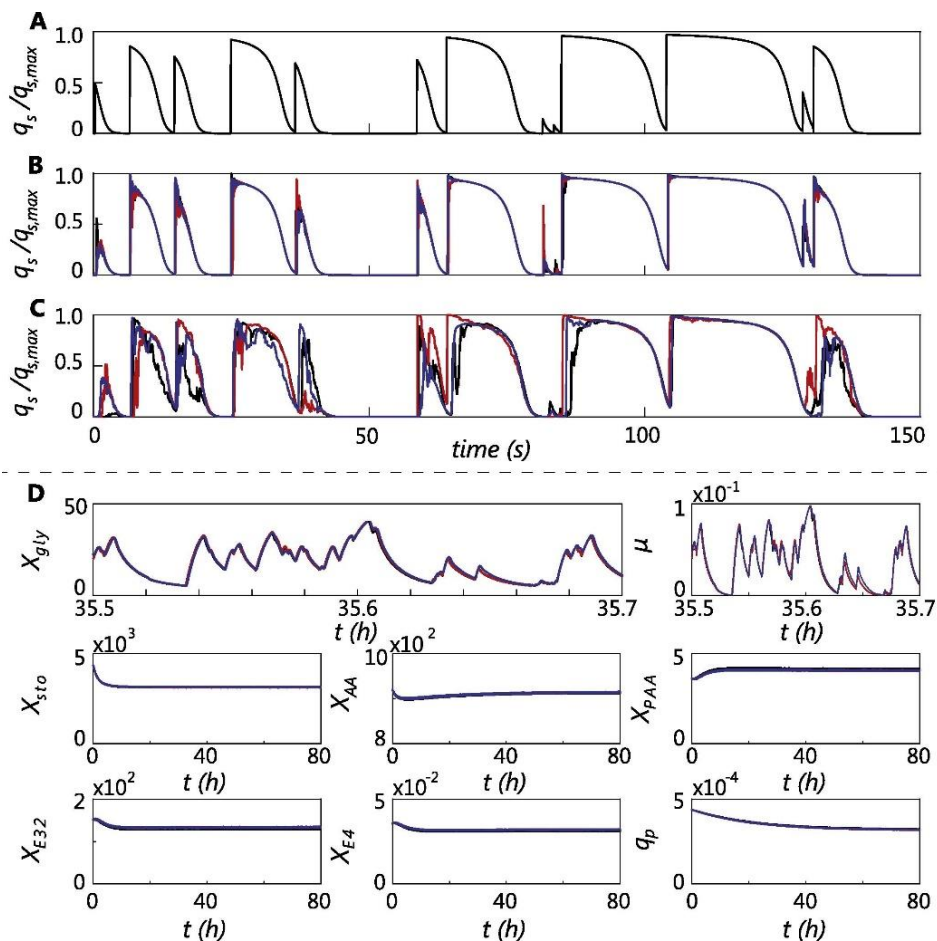 A
q_s/q_s,max
1.0
0.5
0
B
q_s/q_s,max
1.0
0.5
0
C
q_s/q_s,max
1.0
0.5
0
0 50 100 150
time (s)
D
X_gly
50
0
35.5 35.6 35.7
t (h)
x10^-1
μ
1
0
35.5 35.6 35.7
t (h)
x10^3
X_sto
5
0
0 40 80
t (h)
x10^2
X_AA
10
8
0 40 80
t (h)
X_PAA
5
0
0 40 80
t (h)
x10^2
X_E32
2
0
0 40 80
t (h)
x10^-2
X_E4
5
0
0 40 80
t (h)
x10^-4
q_p
5
0
0 40 80
t (h)